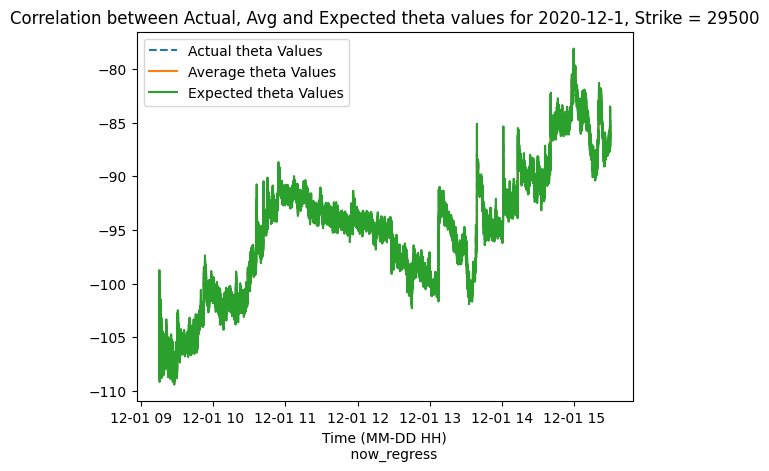 Correlation between Actual, Avg and Expected theta values for 2020-12-1, Strike = 29500
Actual theta Values
Average theta Values
Expected theta Values
−80
−85
−90
−95
−100
−105
−110
12-01 09 12-01 10 12-01 11 12-01 12 12-01 13 12-01 14 12-01 15
Time (MM-DD HH)
now_regress